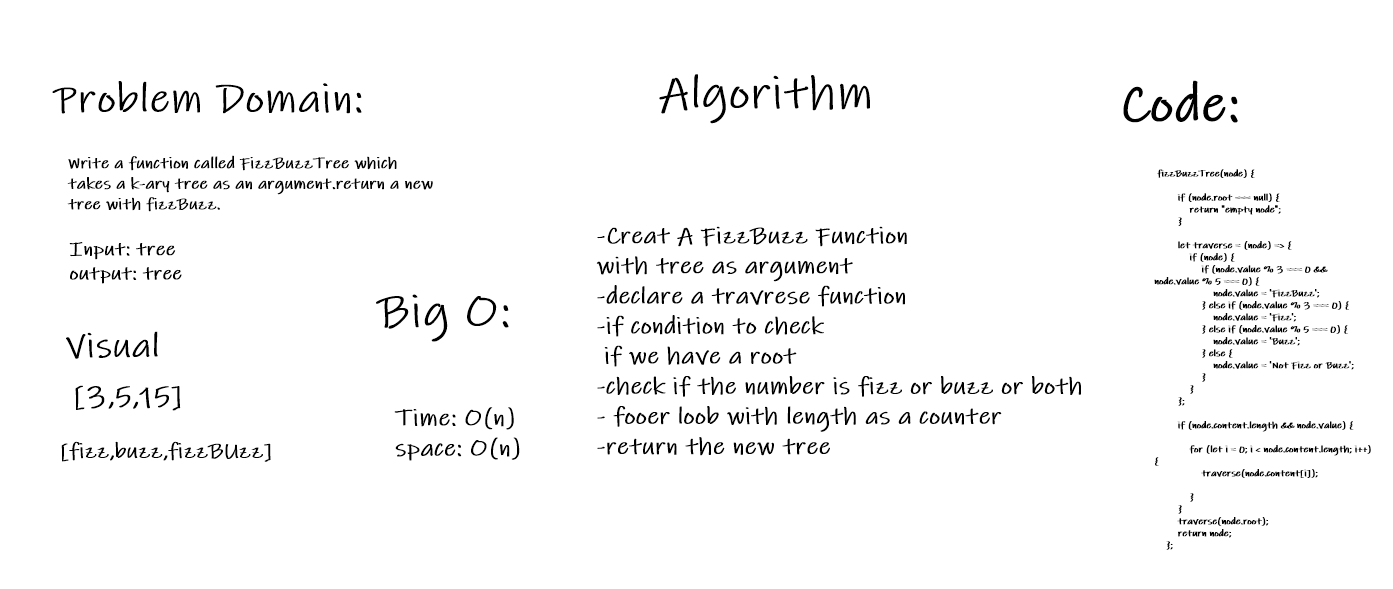 Problem Domain:
Write a function called FizzBuzzTree which
takes a k-ary tree as an argument.return a new
tree with fizzBuzz.
Input: tree
output: tree
Visual
[3,5,15]
[fizz,buzz,fizzBUzz]
Big O:
Time: O(n)
space: O(n)
Algorithm
-Creat A FizzBuzz Function
with tree as argument
-declare a travrese function
-if condition to check
if we have a root
-check if the number is fizz or buzz or both
- fooer loob with length as a counter
-return the new tree
Code:
fizzBuzzTree(node) {
if (node.root === null) {
return "empty node";
}
let traverse = (node) => {
if (node) {
if (node.value % 3 === 0 &&
node.value % 5 === 0) {
node.value = 'FizzBuzz';
} else if (node.value % 3 === 0) {
node.value = 'Fizz';
} else if (node.value % 5 === 0) {
node.value = 'Buzz';
} else {
node.value = 'Not Fizz or Buzz';
}
}
};
if (node.content.length && node.value) {
for (let i = 0; i < node.content.length; i++)
{
traverse(node.content[i]);
}
}
traverse(node.root);
return node;
};